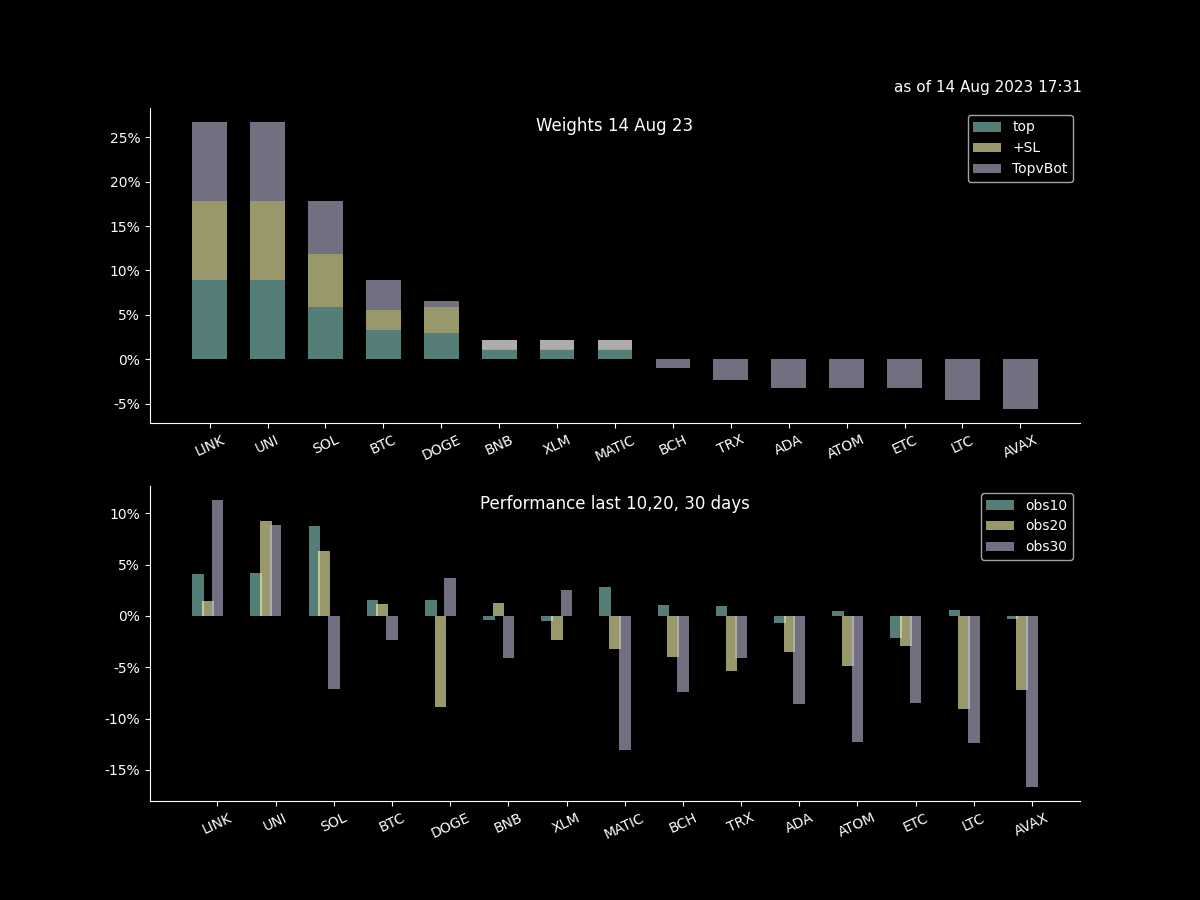 as of 14 Aug 2023 17:31
Weights 14 Aug 23
top
+SL
TopvBot
25%
20%
15%
10%
5%
0%
-5%
LINK UNI SOL BTC DOGE BNB XLM MATIC BCH TRX ADA ATOM ETC LTC AVAX
Performance last 10,20, 30 days
obs10
obs20
obs30
10%
5%
0%
-5%
-10%
-15%
LINK UNI SOL BTC DOGE BNB XLM MATIC BCH TRX ADA ATOM ETC LTC AVAX